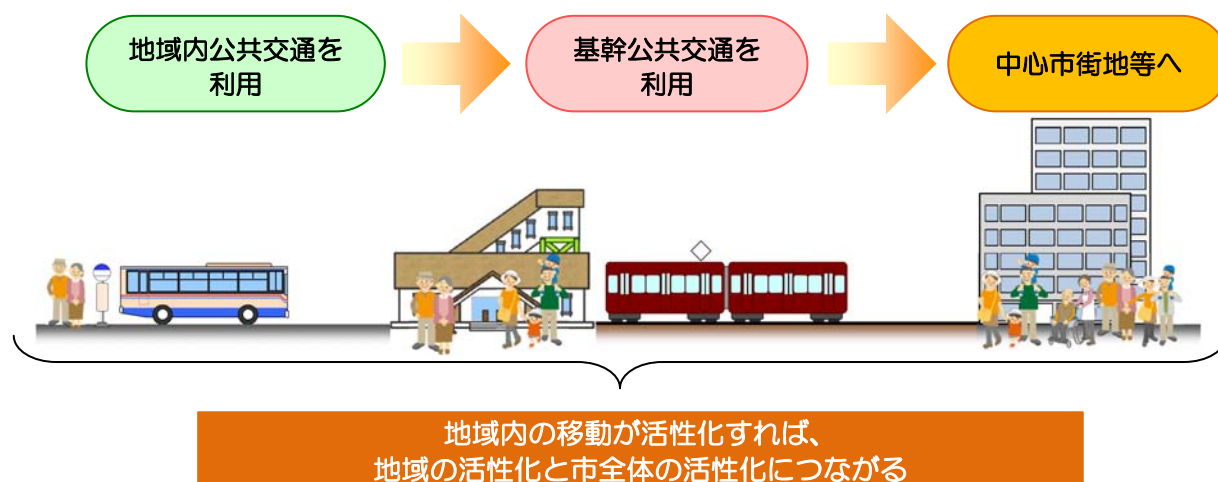 地域内公共交通を
利用
基幹公共交通を
利用
中心市街地等へ
地域内の移動が活性化すれば、
地域の活性化と市全体の活性化につながる